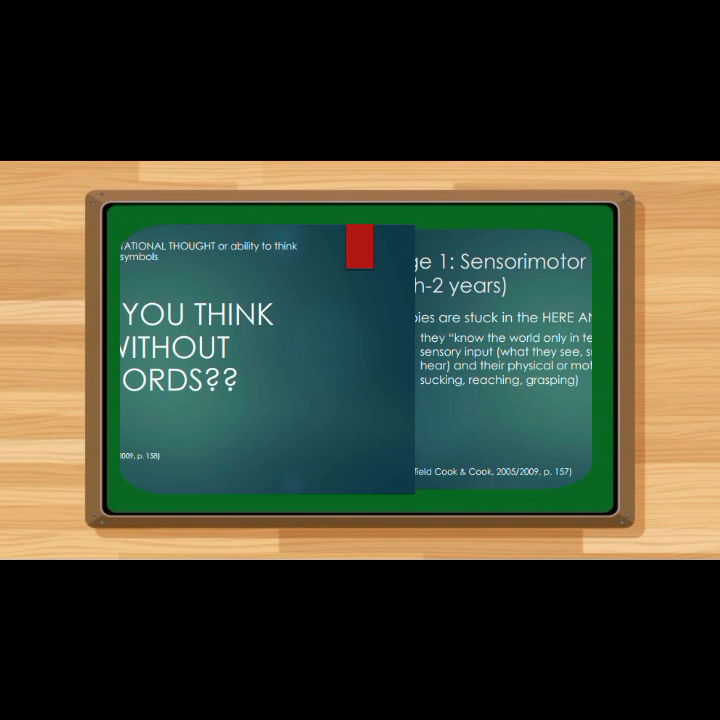 TATIONAL THOUGHT or ability to think
symbols
YOU THINK
WITHOUT
ORDS??
2009, p. 158)
ge 1: Sensorimotor
h-2 years)
bies are stuck in the HERE AN
they “know the world only in te
sensory input (what they see, s
hear) and their physical or mot
sucking, reaching, grasping)
field Cook & Cook, 2005/2009, p. 157)